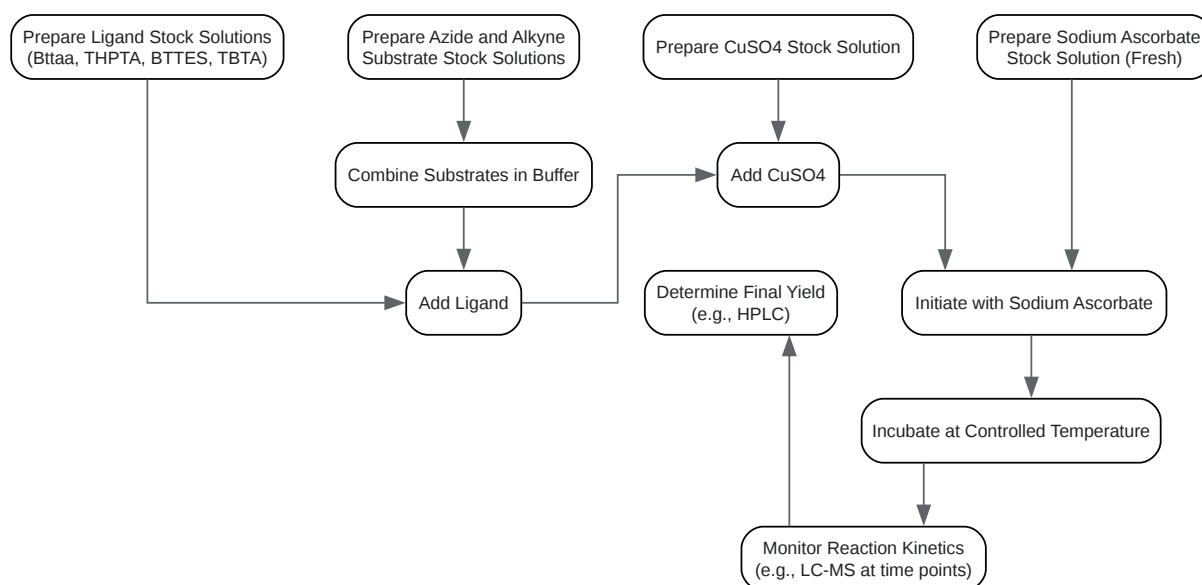 Prepare Ligand Stock Solutions
(Bttaa, THPTA, BTTES, TBTA)
Prepare Azide and Alkyne
Substrate Stock Solutions
Prepare CuSO4 Stock Solution
Prepare Sodium Ascorbate
Stock Solution (Fresh)
Combine Substrates in Buffer
Add CuSO4
Add Ligand
Determine Final Yield
(e.g., HPLC)
Initiate with Sodium Ascorbate
Incubate at Controlled Temperature
Monitor Reaction Kinetics
(e.g., LC-MS at time points)